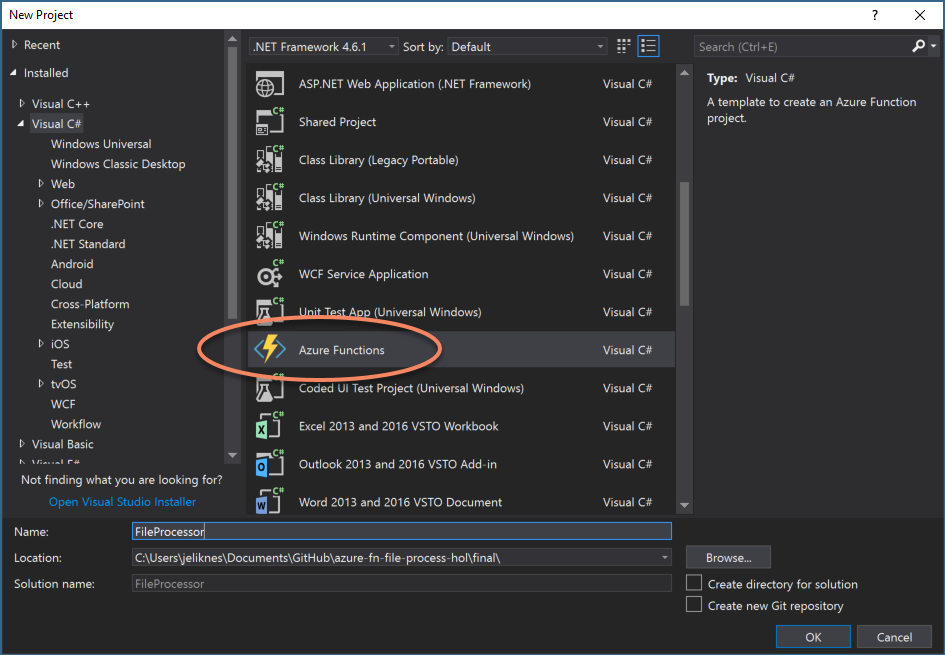 New Project
?
Recent
Installed
Visual C++
Visual C#
Windows Universal
Windows Classic Desktop
Web
Office/SharePoint
.NET Core
.NET Standard
Android
Cloud
Cross-Platform
Extensibility
iOS
Test
tvOS
WCF
Workflow
Visual Basic
Visual F#
Not finding what you are looking for?
Open Visual Studio Installer
.NET Framework 4.6.1 Sort by: Default
ASP.NET Web Application (.NET Framework) Visual C#
C# Shared Project Visual C#
C# Class Library (Legacy Portable) Visual C#
C# Class Library (Universal Windows) Visual C#
C# Windows Runtime Component (Universal Windows) Visual C#
C# WCF Service Application Visual C#
C# Unit Test App (Universal Windows) Visual C#
Azure Functions Visual C#
C# Coded UI Test Project (Universal Windows) Visual C#
C# Excel 2013 and 2016 VSTO Workbook Visual C#
C# Outlook 2013 and 2016 VSTO Add-in Visual C#
C# Word 2013 and 2016 VSTO Document Visual C#
Search (Ctrl+E)
Type: Visual C#
A template to create an Azure Function
project.
Name: FileProcessor
Location: C:\Users\jeliknes\Documents\GitHub\azure-fn-file-process-hol\final\ Browse...
Solution name: FileProcessor
Create directory for solution
Create new Git repository
OK Cancel